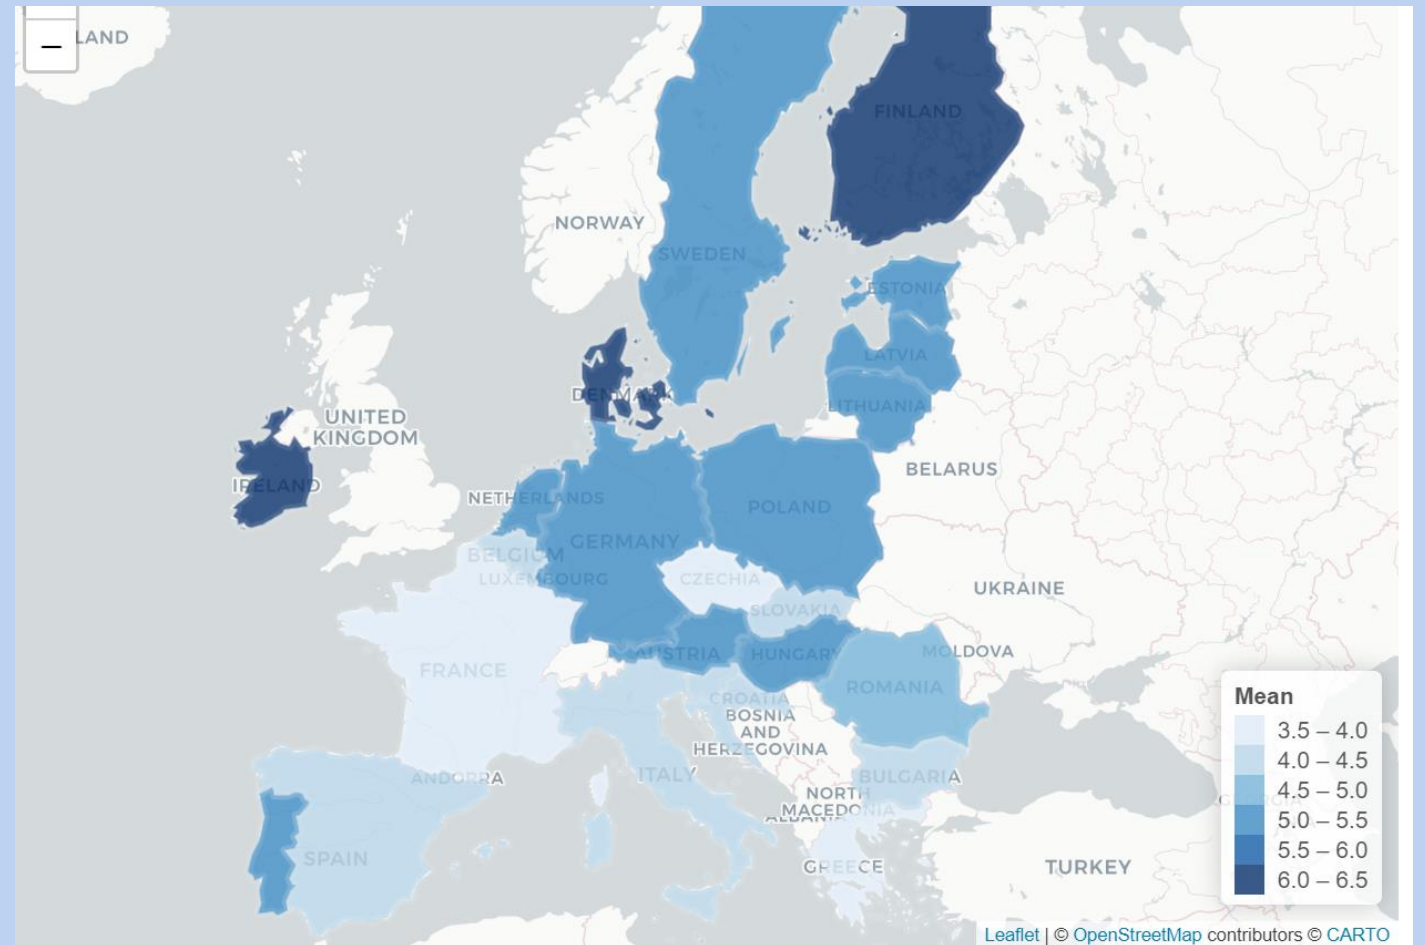 −
LAND
FINLAND
NORWAY
SWEDEN
ESTONIA
LATVIA
DENMARK
LITHUANIA
UNITED
KINGDOM
IRELAND
BELARUS
NETHERLANDS
POLAND
GERMANY
BELGIUM
LUXEMBOURG
CZECHIA
UKRAINE
SLOVAKIA
AUSTRIA
HUNGARY
MOLDOVA
FRANCE
ROMANIA
CROATIA
BOSNIA
AND
HERZEGOVINA
ANDORRA
ITALY
BULGARIA
NORTH
MACEDONIA
ALBANIA
SPAIN
GREECE
TURKEY
GEORGIA
Mean
3.5 – 4.0
4.0 – 4.5
4.5 – 5.0
5.0 – 5.5
5.5 – 6.0
6.0 – 6.5
Leaflet | © OpenStreetMap contributors © CARTO